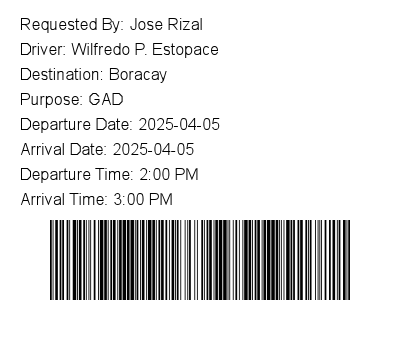 Requested By: Jose Rizal
Driver: Wilfredo P. Estopace
Destination: Boracay
Purpose: GAD
Departure Date: 2025-04-05
Arrival Date: 2025-04-05
Departure Time: 2:00 PM
Arrival Time: 3:00 PM